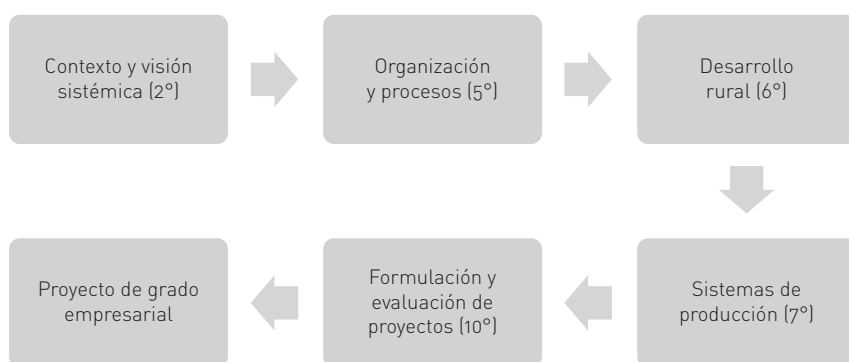 Contexto y visión
sistémica (2°)
Organización
y procesos (5°)
Desarrollo
rural (6°)
Sistemas de
producción (7°)
Formulación y
evaluación de
proyectos (10°)
Proyecto de grado
empresarial